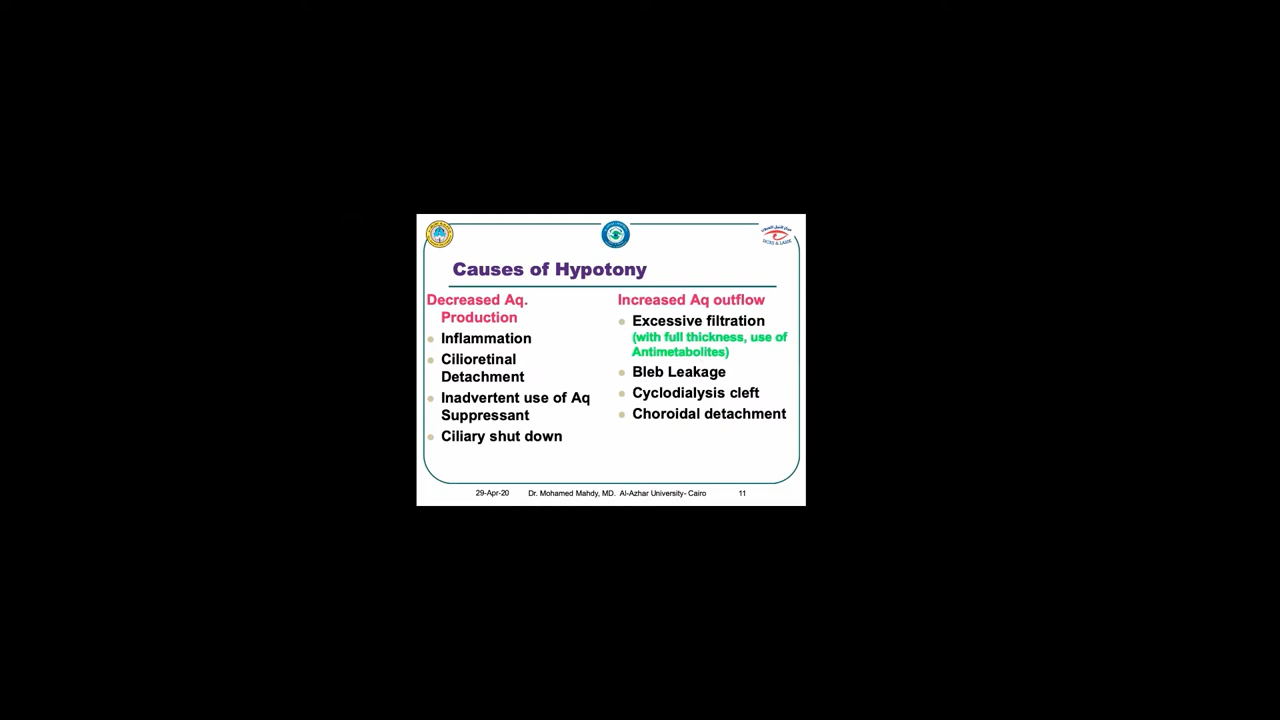 Causes of Hypotony
Decreased Aq.
Production
Inflammation
Cilioretinal
Detachment
Inadvertent use of Aq
Suppressant
Ciliary shut down
Increased Aq outflow
Excessive filtration
(with full thickness, use of
Antimetabolites)
Bleb Leakage
Cyclodialysis cleft
Choroidal detachment
29-Apr-20
Dr. Mohamed Mahdy, MD. Al-Azhar University- Cairo
11